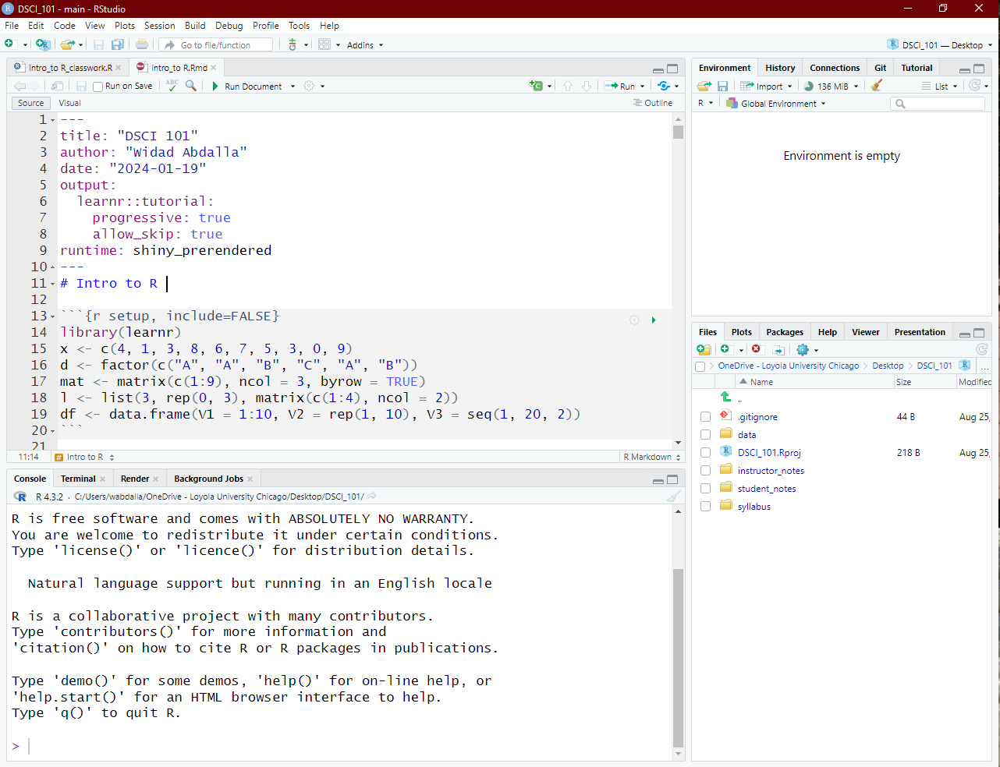 DSCI_101 - main - RStudio
File Edit Code View Plots Session Build Debug Profile Tools Help
Go to file/function Addins DSCI_101 — Desktop
intro_to R_classwork.R intro_to R.Rmd
Run on Save ABC Run Document Run
Source Visual Outline
1 ---
2 title: "DSCI 101"
3 author: "Widad Abdalla"
4 date: "2024-01-19"
5 output:
6   learnr::tutorial:
7     progressive: true
8     allow_skip: true
9 runtime: shiny_prerendered
10 ---
11 # Intro to R
12
13 ```{r setup, include=FALSE}
14 library(learnr)
15 x <- c(4, 1, 3, 8, 6, 7, 5, 3, 0, 9)
16 d <- factor(c("A", "A", "B", "C", "A", "B"))
17 mat <- matrix(c(1:9), ncol = 3, byrow = TRUE)
18 l <- list(3, rep(0, 3), matrix(c(1:4), ncol = 2))
19 df <- data.frame(V1 = 1:10, V2 = rep(1, 10), V3 = seq(1, 20, 2))
20 ```
21
11:14 # Intro to R R Markdown
Console Terminal Render Background Jobs
R 4.3.2 · C:/Users/wabdalla/OneDrive - Loyola University Chicago/Desktop/DSCI_101/
R is free software and comes with ABSOLUTELY NO WARRANTY.
You are welcome to redistribute it under certain conditions.
Type 'license()' or 'licence()' for distribution details.
Natural language support but running in an English locale
R is a collaborative project with many contributors.
Type 'contributors()' for more information and
'citation()' on how to cite R or R packages in publications.
Type 'demo()' for some demos, 'help()' for on-line help, or
'help.start()' for an HTML browser interface to help.
Type 'q()' to quit R.
>
Environment History Connections Git Tutorial
Import 136 MiB List
R Global Environment
Environment is empty
Files Plots Packages Help Viewer Presentation
OneDrive - Loyola University Chicago Desktop DSCI_101 ...
Name Size Modified
..
.gitignore 44 B Aug 25,
data
DSCI_101.Rproj 218 B Aug 25,
instructor_notes
student_notes
syllabus